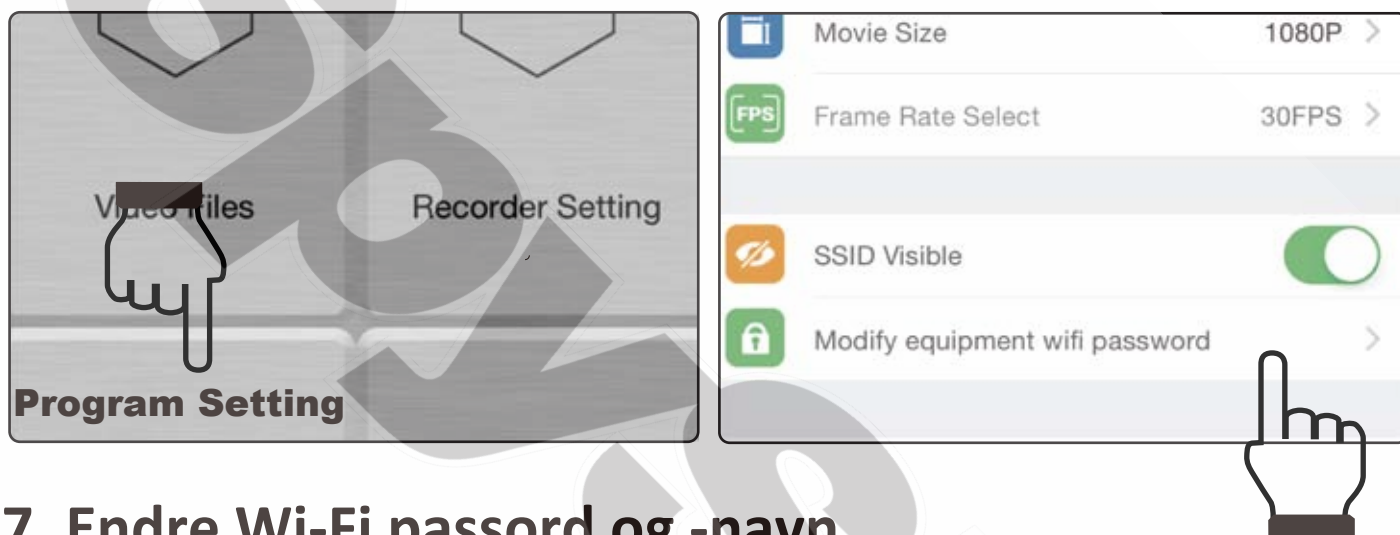 Video Files
Recorder Setting
Program Setting
Movie Size 1080P
FPS Frame Rate Select 30FPS
SSID Visible
Modify equipment wifi password
7. Endre Wi-Fi passord og -navn